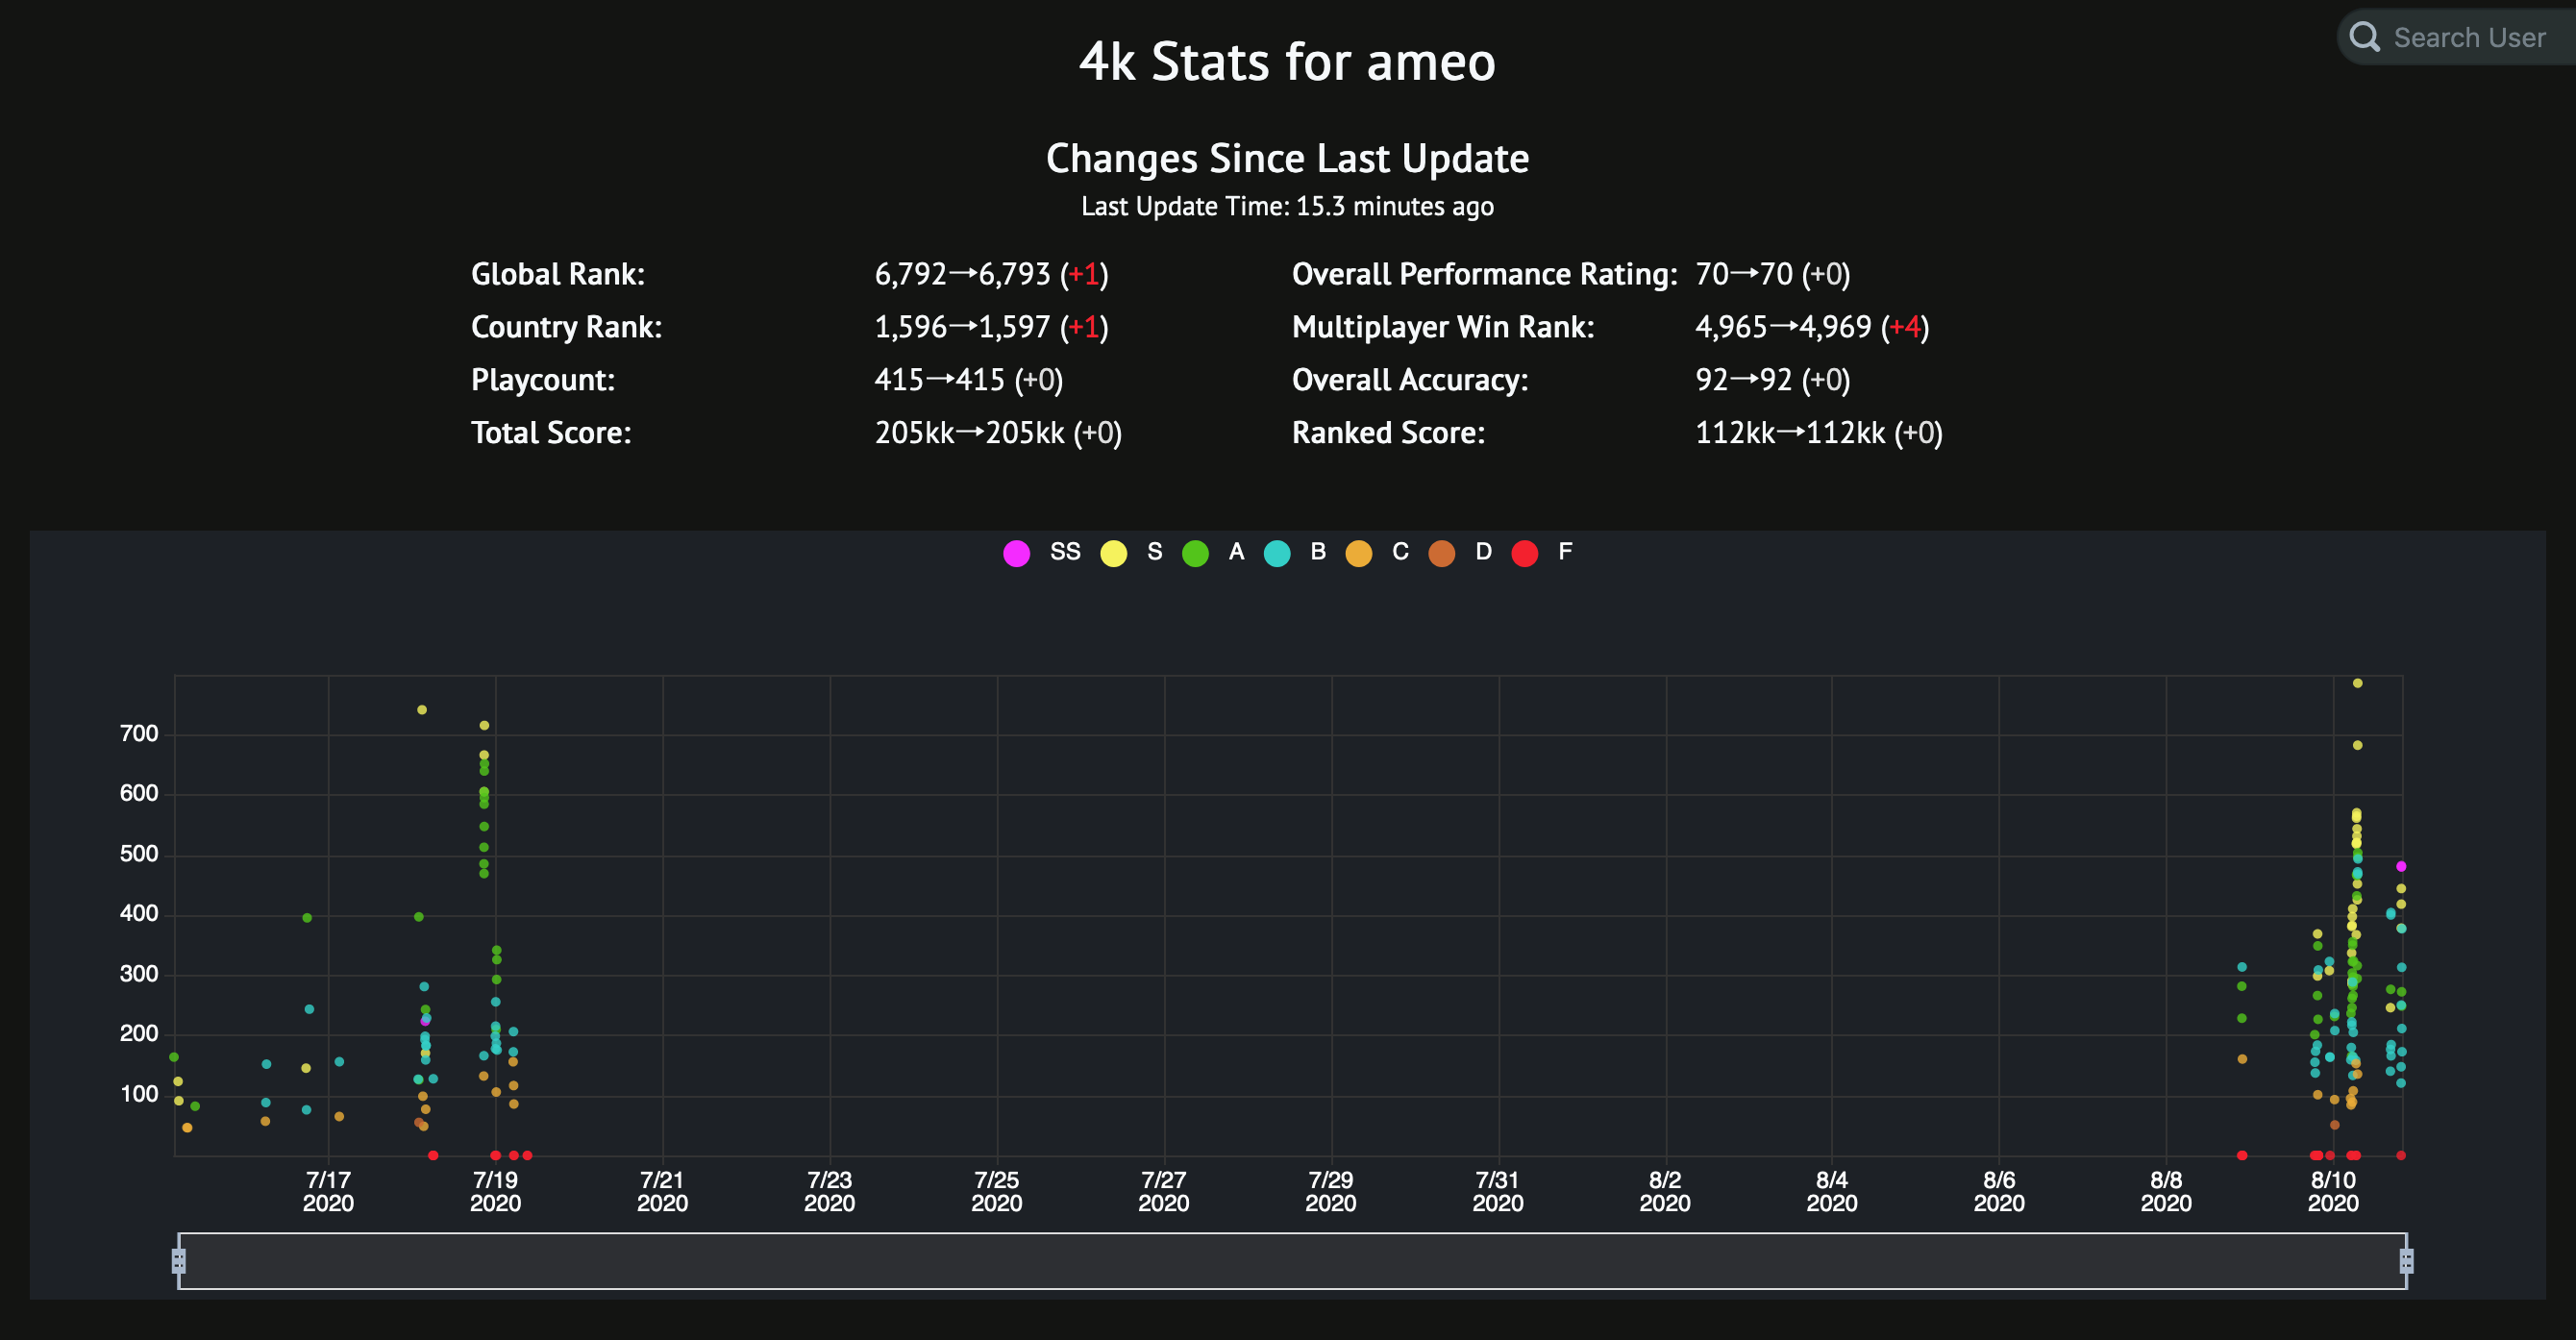 Search User
4k Stats for ameo
Changes Since Last Update
Last Update Time: 15.3 minutes ago
Global Rank: 6,792→6,793 (+1) Overall Performance Rating: 70→70 (+0)
Country Rank: 1,596→1,597 (+1) Multiplayer Win Rank: 4,965→4,969 (+4)
Playcount: 415→415 (+0) Overall Accuracy: 92→92 (+0)
Total Score: 205kk→205kk (+0) Ranked Score: 112kk→112kk (+0)
SS S A B C D F
700
600
500
400
300
200
100
7/17 7/19 7/21 7/23 7/25 7/27 7/29 7/31 8/2 8/4 8/6 8/8 8/10
2020 2020 2020 2020 2020 2020 2020 2020 2020 2020 2020 2020 2020